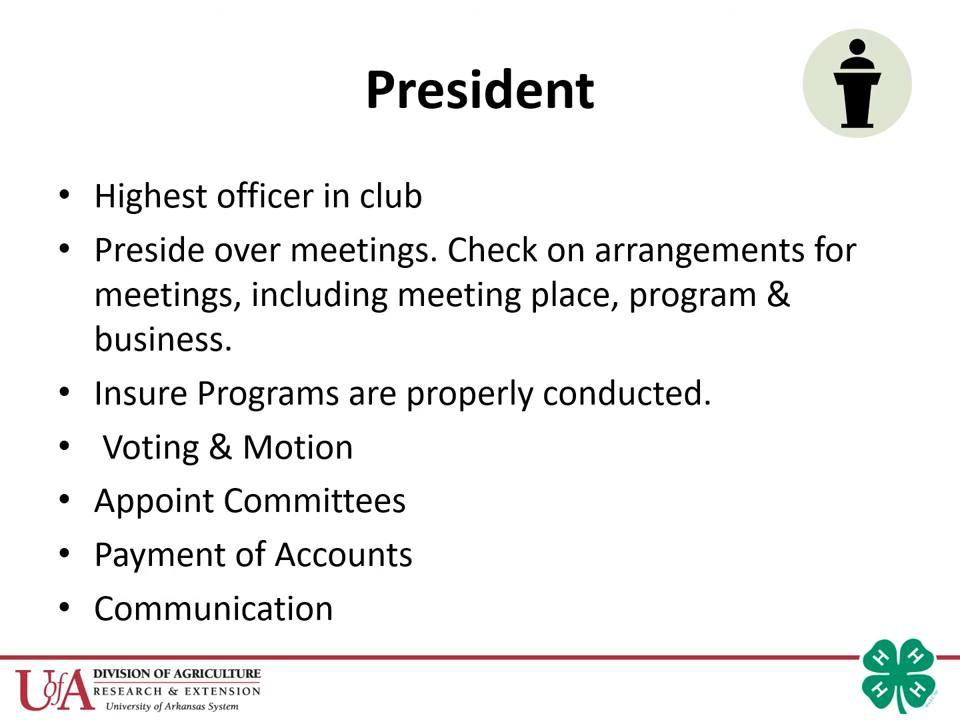 President
• Highest officer in club
• Preside over meetings. Check on arrangements for
meetings, including meeting place, program &
business.
• Insure Programs are properly conducted.
• Voting & Motion
• Appoint Committees
• Payment of Accounts
• Communication
UofA DIVISION OF AGRICULTURE
RESEARCH & EXTENSION
University of Arkansas System
H H
H H